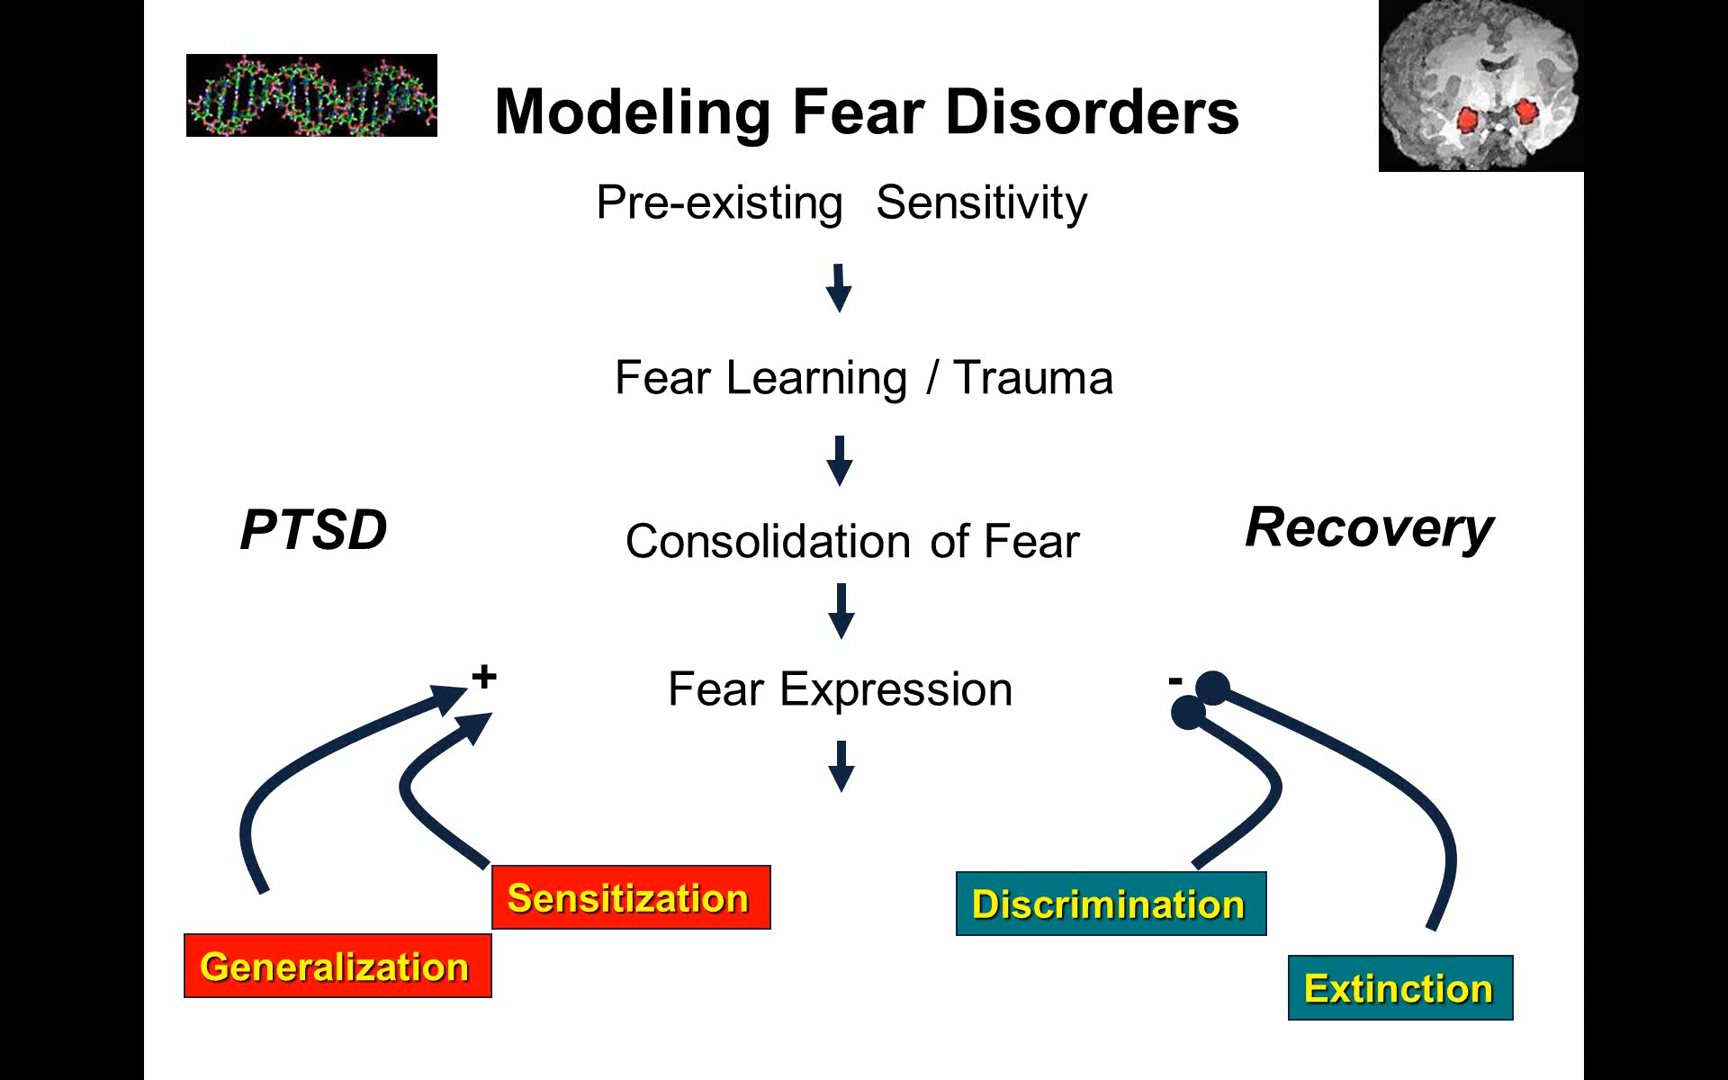 Modeling Fear Disorders
Pre-existing Sensitivity
Fear Learning / Trauma
PTSD
Consolidation of Fear
Recovery
+
Fear Expression
-
Sensitization
Discrimination
Generalization
Extinction